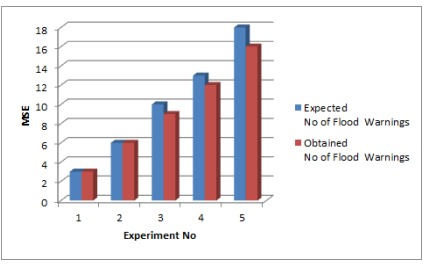 18
16
14
12
10
8
6
4
2
0
MSE
1 2 3 4 5
Experiment No
Expected
No of Flood Warnings
Obtained
No of Flood Warnings